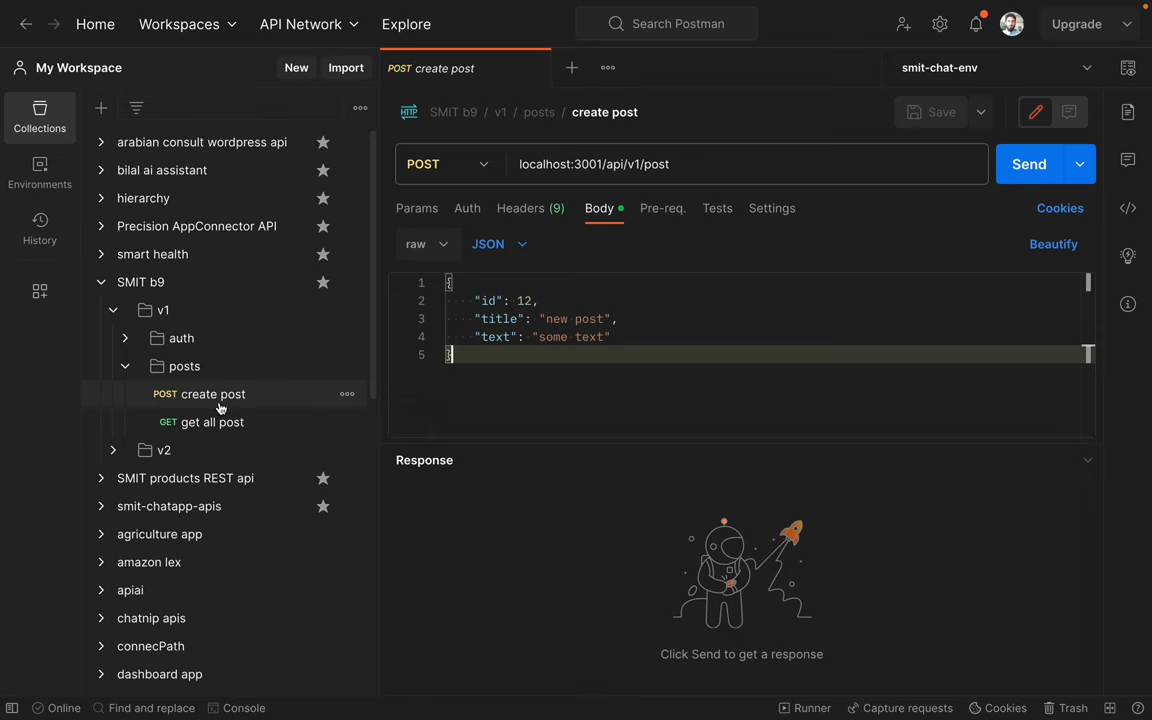 Home Workspaces API Network Explore Search Postman Upgrade
My Workspace New Import POST create post smit-chat-env
Collections
Environments
History
arabian consult wordpress api
bilal ai assistant
hierarchy
Precision AppConnector API
smart health
SMIT b9
v1
auth
posts
POST create post
GET get all post
v2
SMIT products REST api
smit-chatapp-apis
agriculture app
amazon lex
apiai
chatnip apis
connecPath
dashboard app
HTTP SMIT b9 / v1 / posts / create post Save
POST localhost:3001/api/v1/post Send
Params Auth Headers (9) Body Pre-req. Tests Settings Cookies
raw JSON Beautify
1 {
2 "id": 12,
3 "title": "new post",
4 "text": "some text"
5 }
Response
Click Send to get a response
Online Find and replace Console Runner Capture requests Cookies Trash